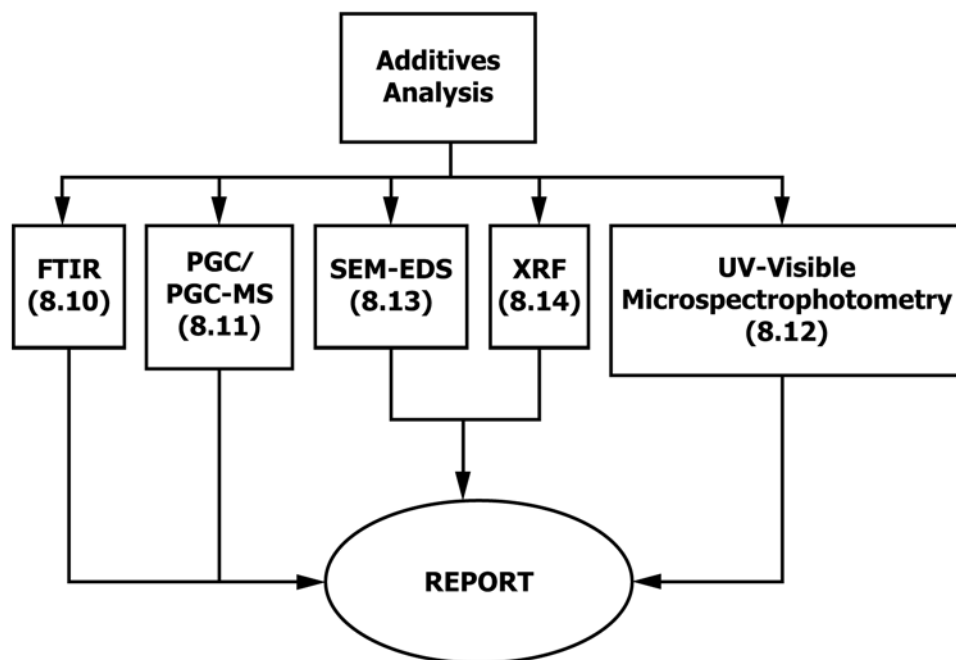 Additives
Analysis
FTIR
(8.10)
PGC/
PGC-MS
(8.11)
SEM-EDS
(8.13)
XRF
(8.14)
UV-Visible
Microspectrophotometry
(8.12)
REPORT